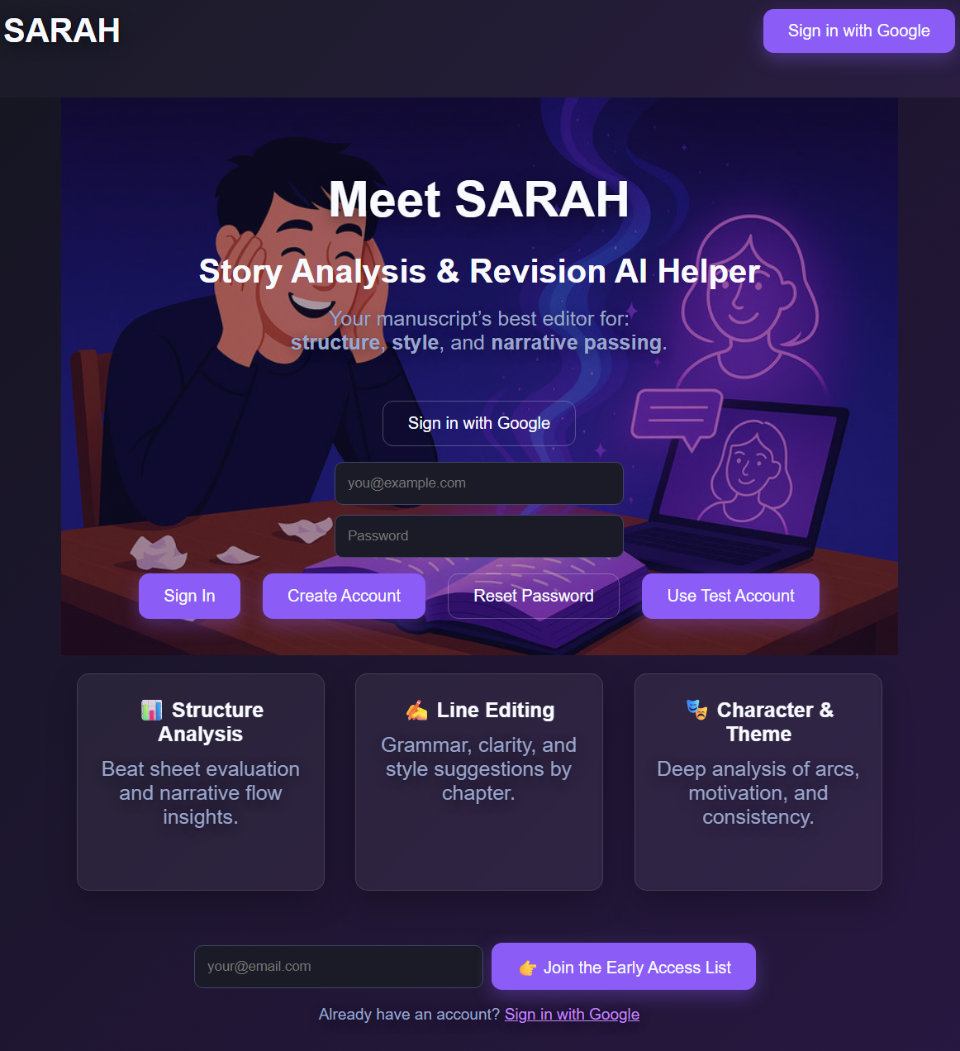 SARAH
Sign in with Google
Meet SARAH
Story Analysis & Revision AI Helper
Your manuscript’s best editor for:
structure, style, and narrative passing.
Sign in with Google
you@example.com
Password
Sign In
Create Account
Reset Password
Use Test Account
📊 Structure
Analysis
Beat sheet evaluation
and narrative flow
insights.
✍️ Line Editing
Grammar, clarity, and
style suggestions by
chapter.
🎭 Character &
Theme
Deep analysis of arcs,
motivation, and
consistency.
your@email.com
👉 Join the Early Access List
Already have an account? Sign in with Google